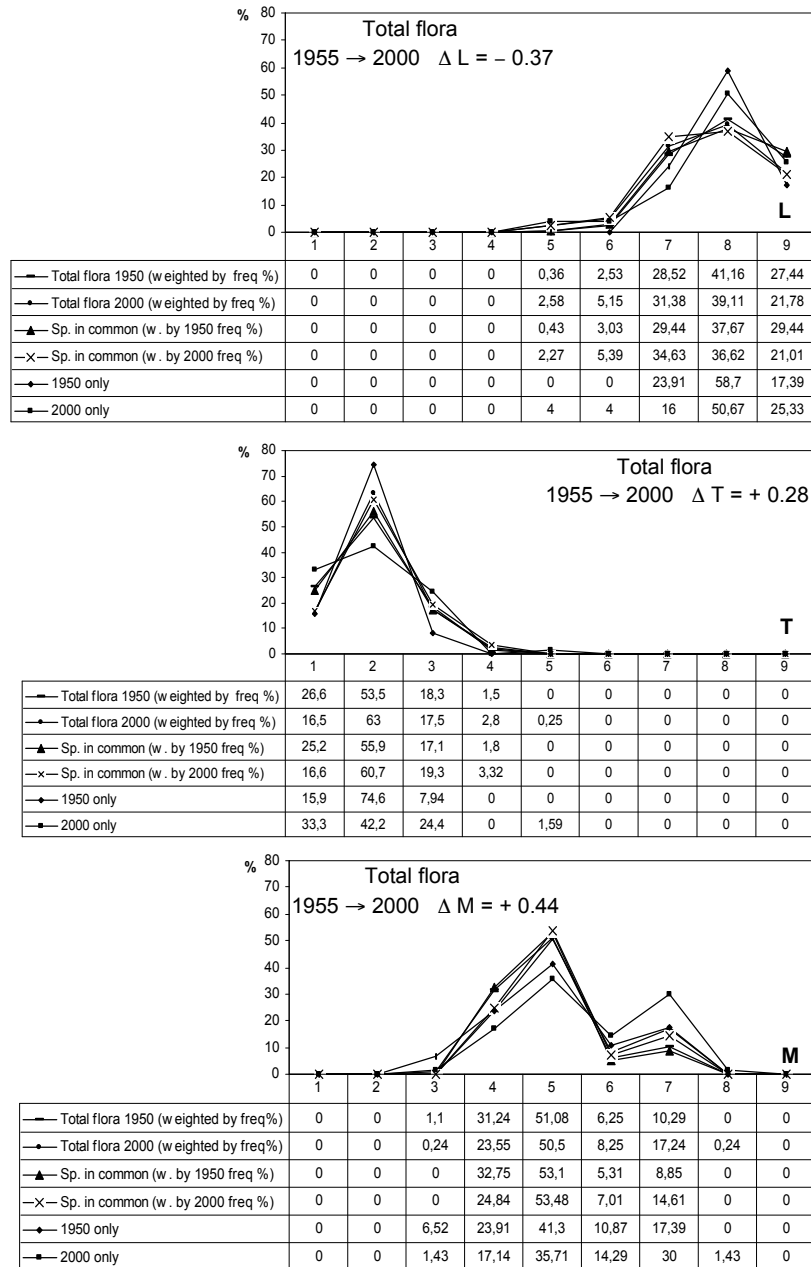 %
80
70
60
50
40
30
20
10
0
Total flora
1955 → 2000 Δ L = – 0.37
L
1 2 3 4 5 6 7 8 9
Total flora 1950 (weighted by freq %) 0 0 0 0 0,36 2,53 28,52 41,16 27,44
Total flora 2000 (weighted by freq %) 0 0 0 0 2,58 5,15 31,38 39,11 21,78
Sp. in common (w. by 1950 freq %) 0 0 0 0 0,43 3,03 29,44 37,67 29,44
Sp. in common (w. by 2000 freq %) 0 0 0 0 2,27 5,39 34,63 36,62 21,01
1950 only 0 0 0 0 0 0 23,91 58,7 17,39
2000 only 0 0 0 0 4 4 16 50,67 25,33
%
80
70
60
50
40
30
20
10
0
Total flora
1955 → 2000 Δ T = + 0.28
T
1 2 3 4 5 6 7 8 9
Total flora 1950 (weighted by freq %) 26,6 53,5 18,3 1,5 0 0 0 0 0
Total flora 2000 (weighted by freq %) 16,5 63 17,5 2,8 0,25 0 0 0 0
Sp. in common (w. by 1950 freq %) 25,2 55,9 17,1 1,8 0 0 0 0 0
Sp. in common (w. by 2000 freq %) 16,6 60,7 19,3 3,32 0 0 0 0 0
1950 only 15,9 74,6 7,94 0 0 0 0 0 0
2000 only 33,3 42,2 24,4 0 1,59 0 0 0 0
%
80
70
60
50
40
30
20
10
0
Total flora
1955 → 2000 Δ M = + 0.44
M
1 2 3 4 5 6 7 8 9
Total flora 1950 (weighted by freq%) 0 0 1,1 31,24 51,08 6,25 10,29 0 0
Total flora 2000 (weighted by freq%) 0 0 0,24 23,55 50,5 8,25 17,24 0,24 0
Sp. in common (w. by 1950 freq %) 0 0 0 32,75 53,1 5,31 8,85 0 0
Sp. in common (w. by 2000 freq %) 0 0 0 24,84 53,48 7,01 14,61 0 0
1950 only 0 0 6,52 23,91 41,3 10,87 17,39 0 0
2000 only 0 0 1,43 17,14 35,71 14,29 30 1,43 0